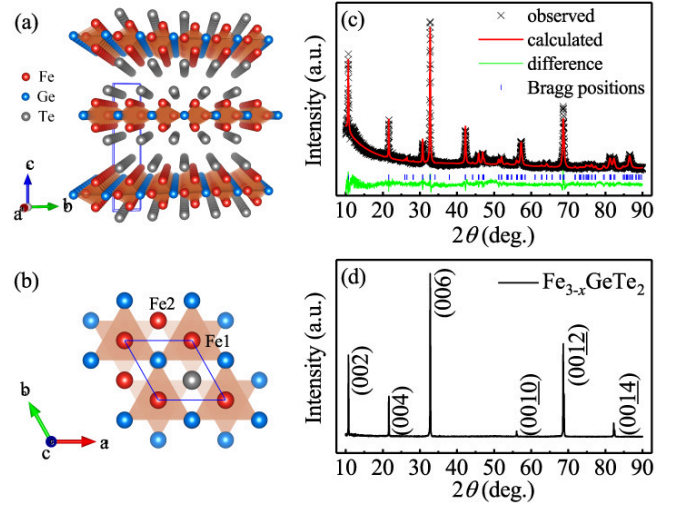 (a)
Fe
Ge
Te
c
a
b
(b)
Fe2
Fe1
b
c
a
(c)
observed
calculated
difference
Bragg positions
Intensity (a.u.)
10 20 30 40 50 60 70 80 90
2θ (deg.)
(d)
Fe3-xGeTe2
Intensity (a.u.)
(002)
(004)
(006)
(0010)
(0012)
(0014)
10 20 30 40 50 60 70 80 90
2θ (deg.)